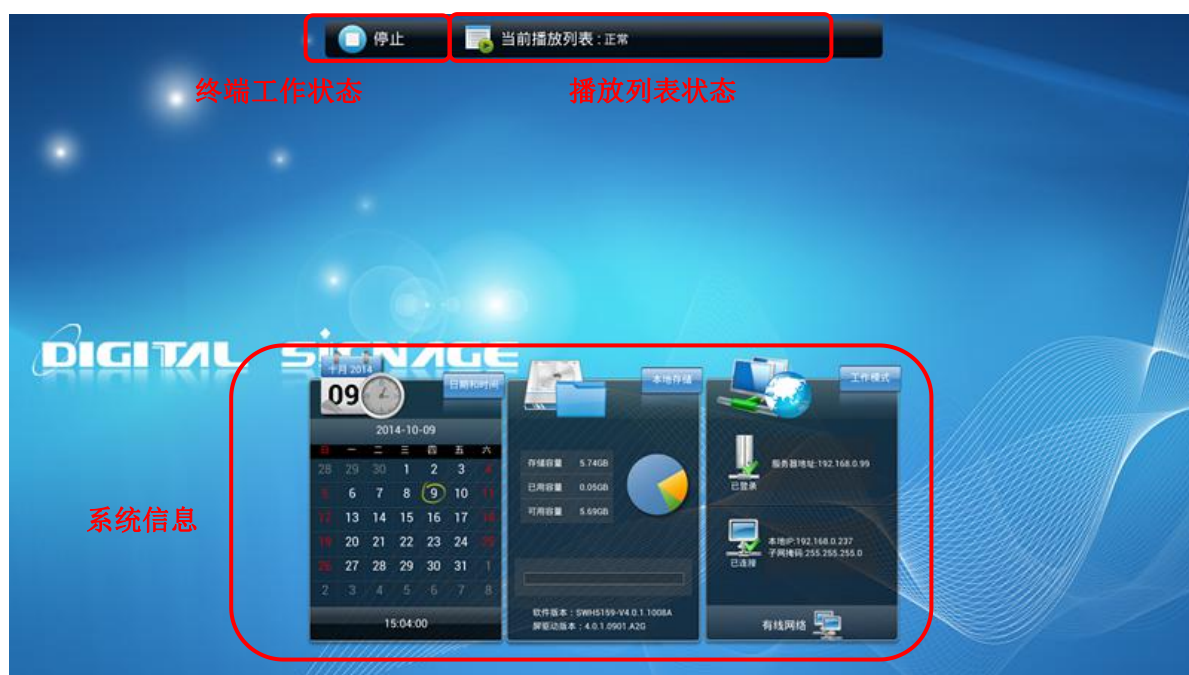 停止
当前播放列表:正常
终端工作状态
播放列表状态
DIGITAL SIGNAGE
十月 2014
09
日期和时间
2014-10-09
日 一 二 三 四 五 六
28 29 30 1 2 3 4
5 6 7 8 9 10 11
12 13 14 15 16 17 18
19 20 21 22 23 24 25
26 27 28 29 30 31 1
2 3 4 5 6 7 8
15:04:00
本地存储
存储容量 5.74GB
已用容量 0.05GB
可用容量 5.69GB
软件版本:SWH5159-V4.0.1.1008A
屏驱动版本:4.0.1.0901.A2G
工作模式
服务器地址:192.168.0.99
已登录
本地IP:192.168.0.237
子网掩码:255.255.255.0
已连接
有线网络
系统信息